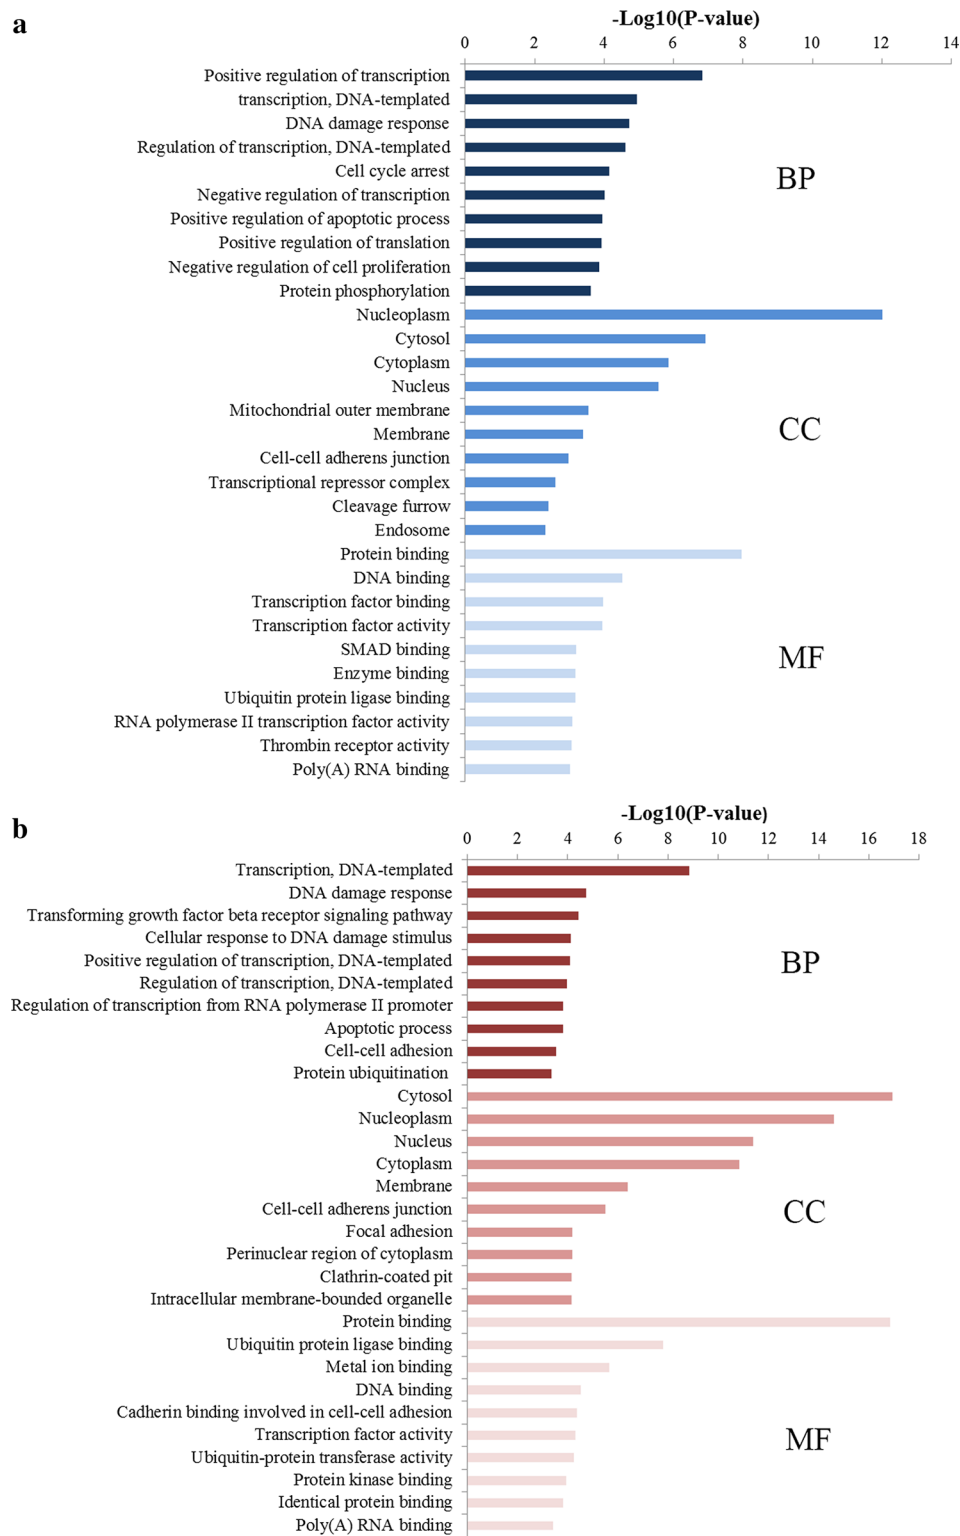 a
-Log10(P-value)
0 2 4 6 8 10 12 14
Positive regulation of transcription
transcription, DNA-templated
DNA damage response
Regulation of transcription, DNA-templated
Cell cycle arrest
BP
Negative regulation of transcription
Positive regulation of apoptotic process
Positive regulation of translation
Negative regulation of cell proliferation
Protein phosphorylation
Nucleoplasm
Cytosol
Cytoplasm
Nucleus
Mitochondrial outer membrane
CC
Membrane
Cell-cell adherens junction
Transcriptional repressor complex
Cleavage furrow
Endosome
Protein binding
DNA binding
Transcription factor binding
Transcription factor activity
SMAD binding
MF
Enzyme binding
Ubiquitin protein ligase binding
RNA polymerase II transcription factor activity
Thrombin receptor activity
Poly(A) RNA binding
b
-Log10(P-value)
0 2 4 6 8 10 12 14 16 18
Transcription, DNA-templated
DNA damage response
Transforming growth factor beta receptor signaling pathway
Cellular response to DNA damage stimulus
Positive regulation of transcription, DNA-templated
BP
Regulation of transcription, DNA-templated
Regulation of transcription from RNA polymerase II promoter
Apoptotic process
Cell-cell adhesion
Protein ubiquitination
Cytosol
Nucleoplasm
Nucleus
Cytoplasm
Membrane
Cell-cell adherens junction
CC
Focal adhesion
Perinuclear region of cytoplasm
Clathrin-coated pit
Intracellular membrane-bounded organelle
Protein binding
Ubiquitin protein ligase binding
Metal ion binding
DNA binding
Cadherin binding involved in cell-cell adhesion
Transcription factor activity
MF
Ubiquitin-protein transferase activity
Protein kinase binding
Identical protein binding
Poly(A) RNA binding